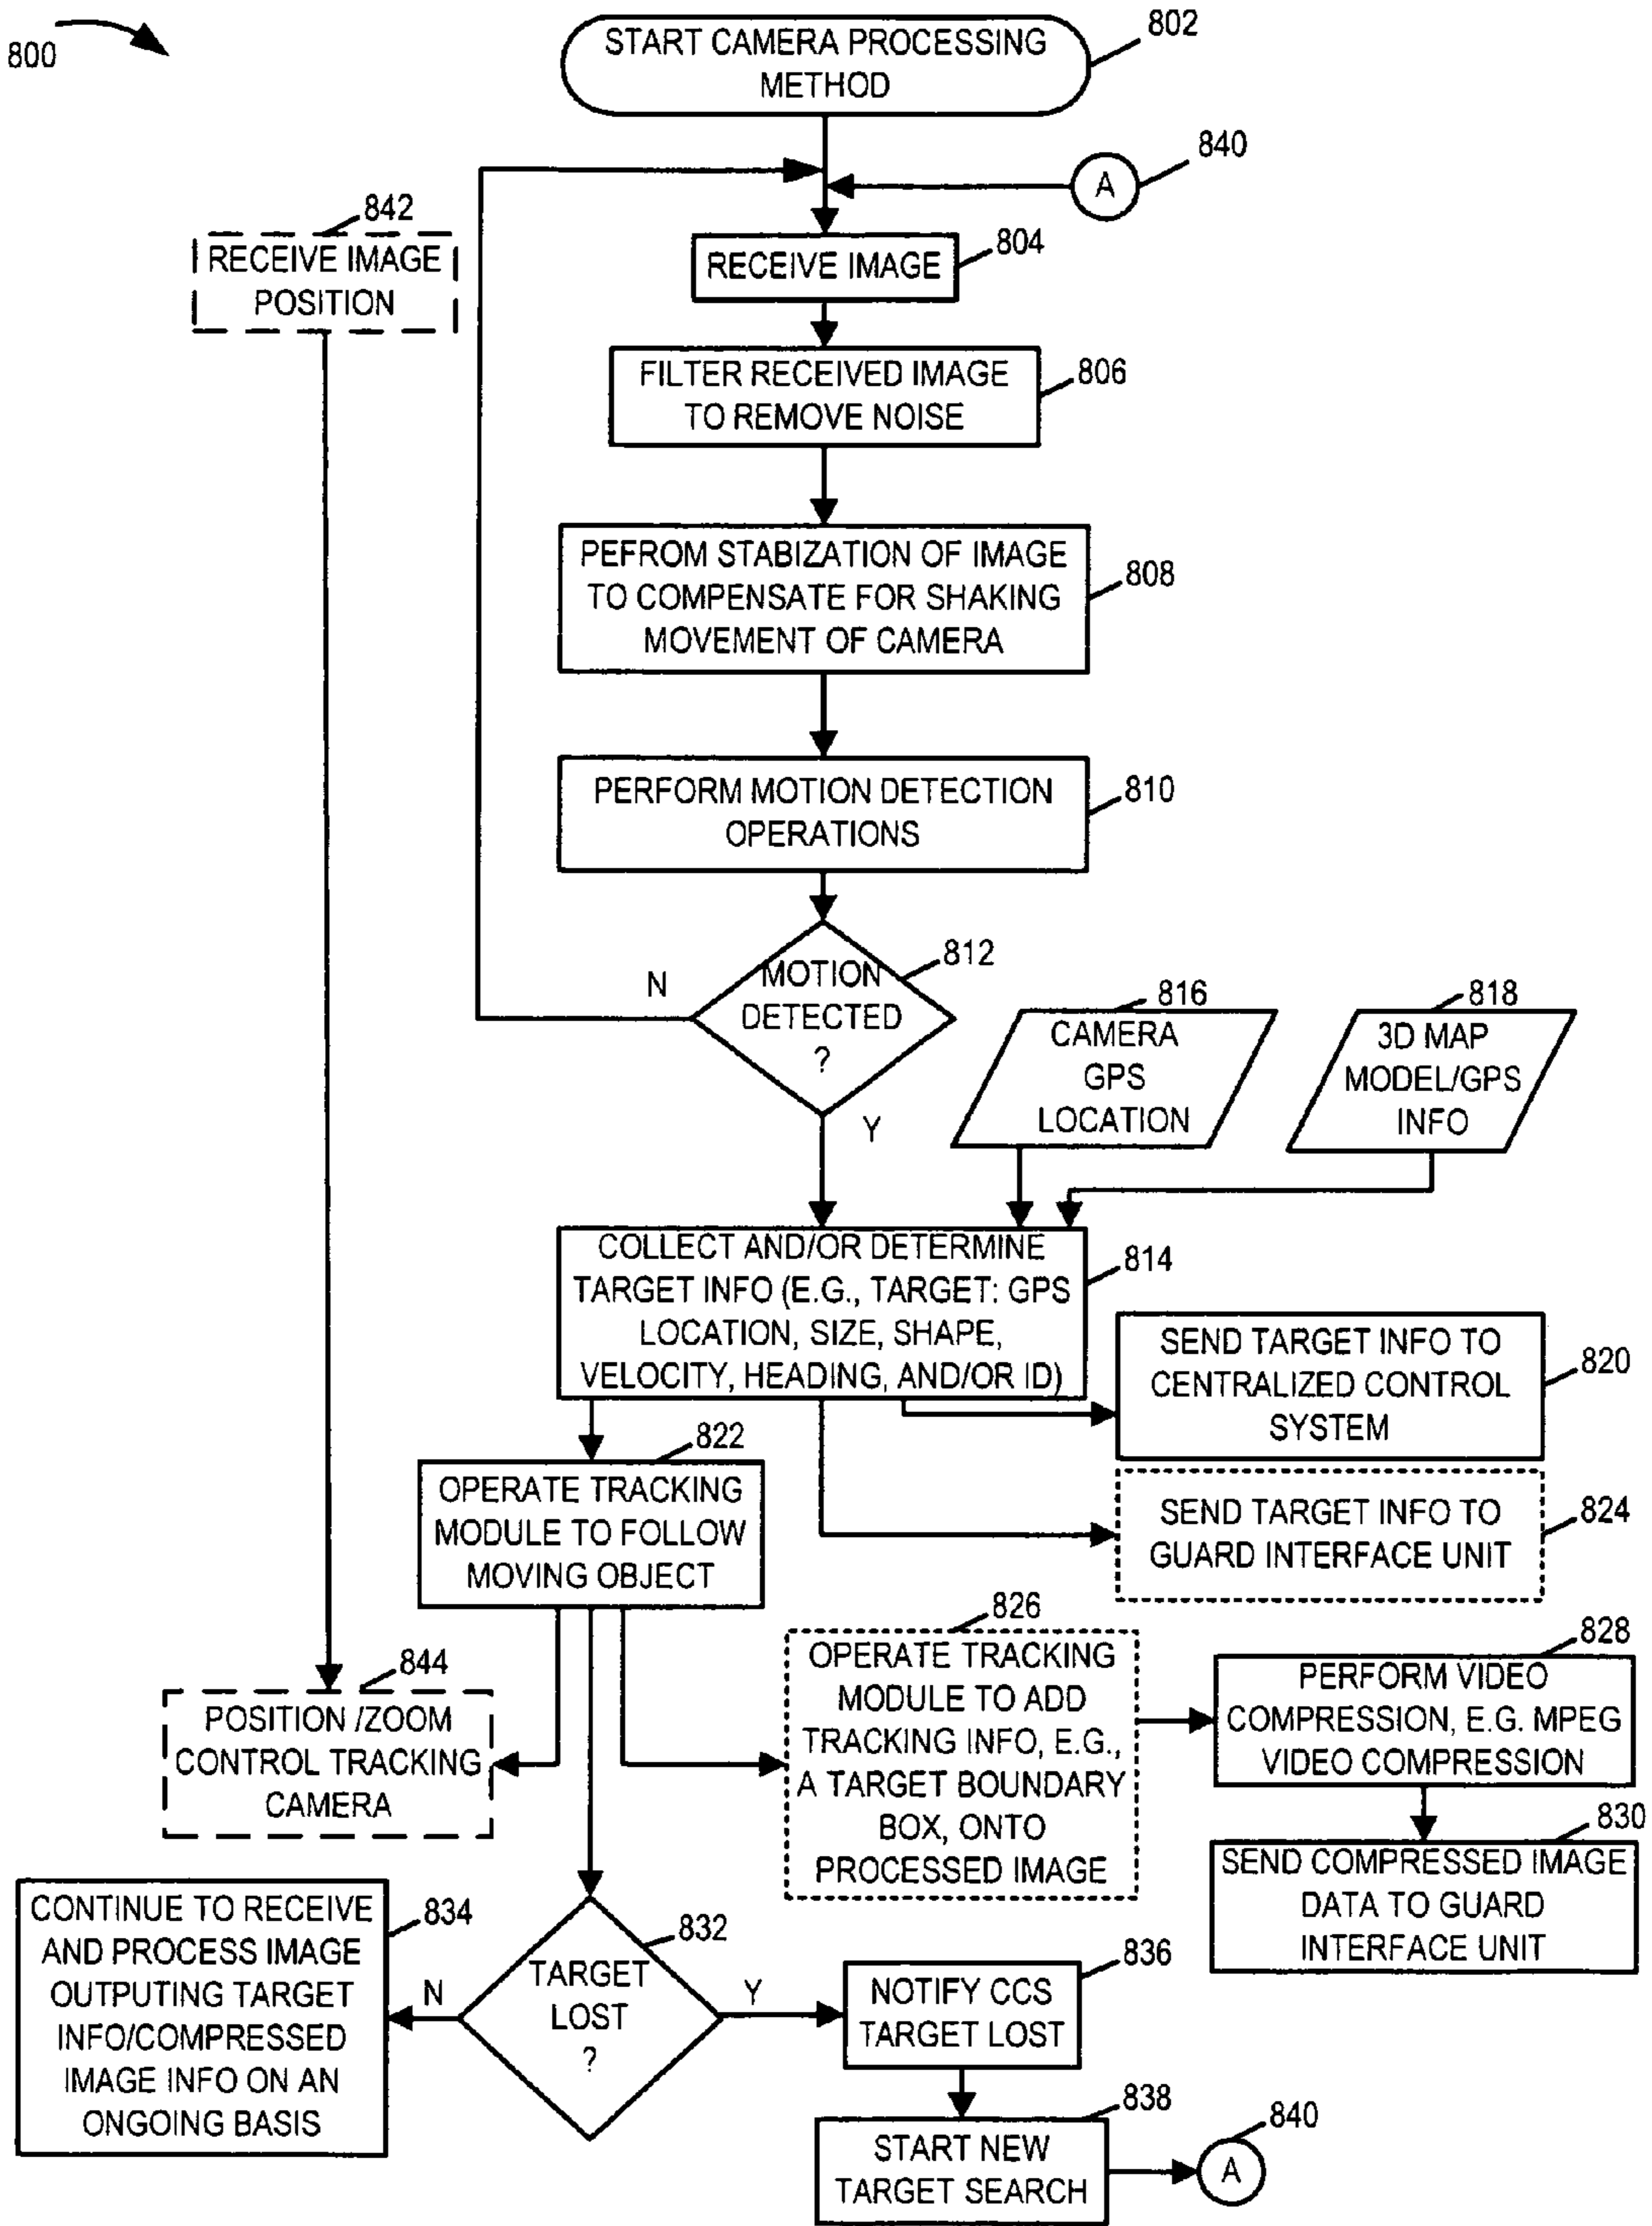 800
START CAMERA PROCESSING
METHOD
802
A
840
842
RECEIVE IMAGE
POSITION
RECEIVE IMAGE
804
FILTER RECEIVED IMAGE
TO REMOVE NOISE
806
PEFROM STABIZATION OF IMAGE
TO COMPENSATE FOR SHAKING
MOVEMENT OF CAMERA
808
PERFORM MOTION DETECTION
OPERATIONS
810
MOTION
DETECTED
?
812
N
Y
816
CAMERA
GPS
LOCATION
818
3D MAP
MODEL/GPS
INFO
COLLECT AND/OR DETERMINE
TARGET INFO (E.G., TARGET: GPS
LOCATION, SIZE, SHAPE,
VELOCITY, HEADING, AND/OR ID)
814
SEND TARGET INFO TO
CENTRALIZED CONTROL
SYSTEM
820
822
OPERATE TRACKING
MODULE TO FOLLOW
MOVING OBJECT
SEND TARGET INFO TO
GUARD INTERFACE UNIT
824
826
OPERATE TRACKING
MODULE TO ADD
TRACKING INFO, E.G.,
A TARGET BOUNDARY
BOX, ONTO
PROCESSED IMAGE
828
PERFORM VIDEO
COMPRESSION, E.G. MPEG
VIDEO COMPRESSION
844
POSITION /ZOOM
CONTROL TRACKING
CAMERA
830
SEND COMPRESSED IMAGE
DATA TO GUARD
INTERFACE UNIT
CONTINUE TO RECEIVE
AND PROCESS IMAGE
OUTPUTING TARGET
INFO/COMPRESSED
IMAGE INFO ON AN
ONGOING BASIS
834
TARGET
LOST
?
832
N
Y
836
NOTIFY CCS
TARGET LOST
838
START NEW
TARGET SEARCH
840
A